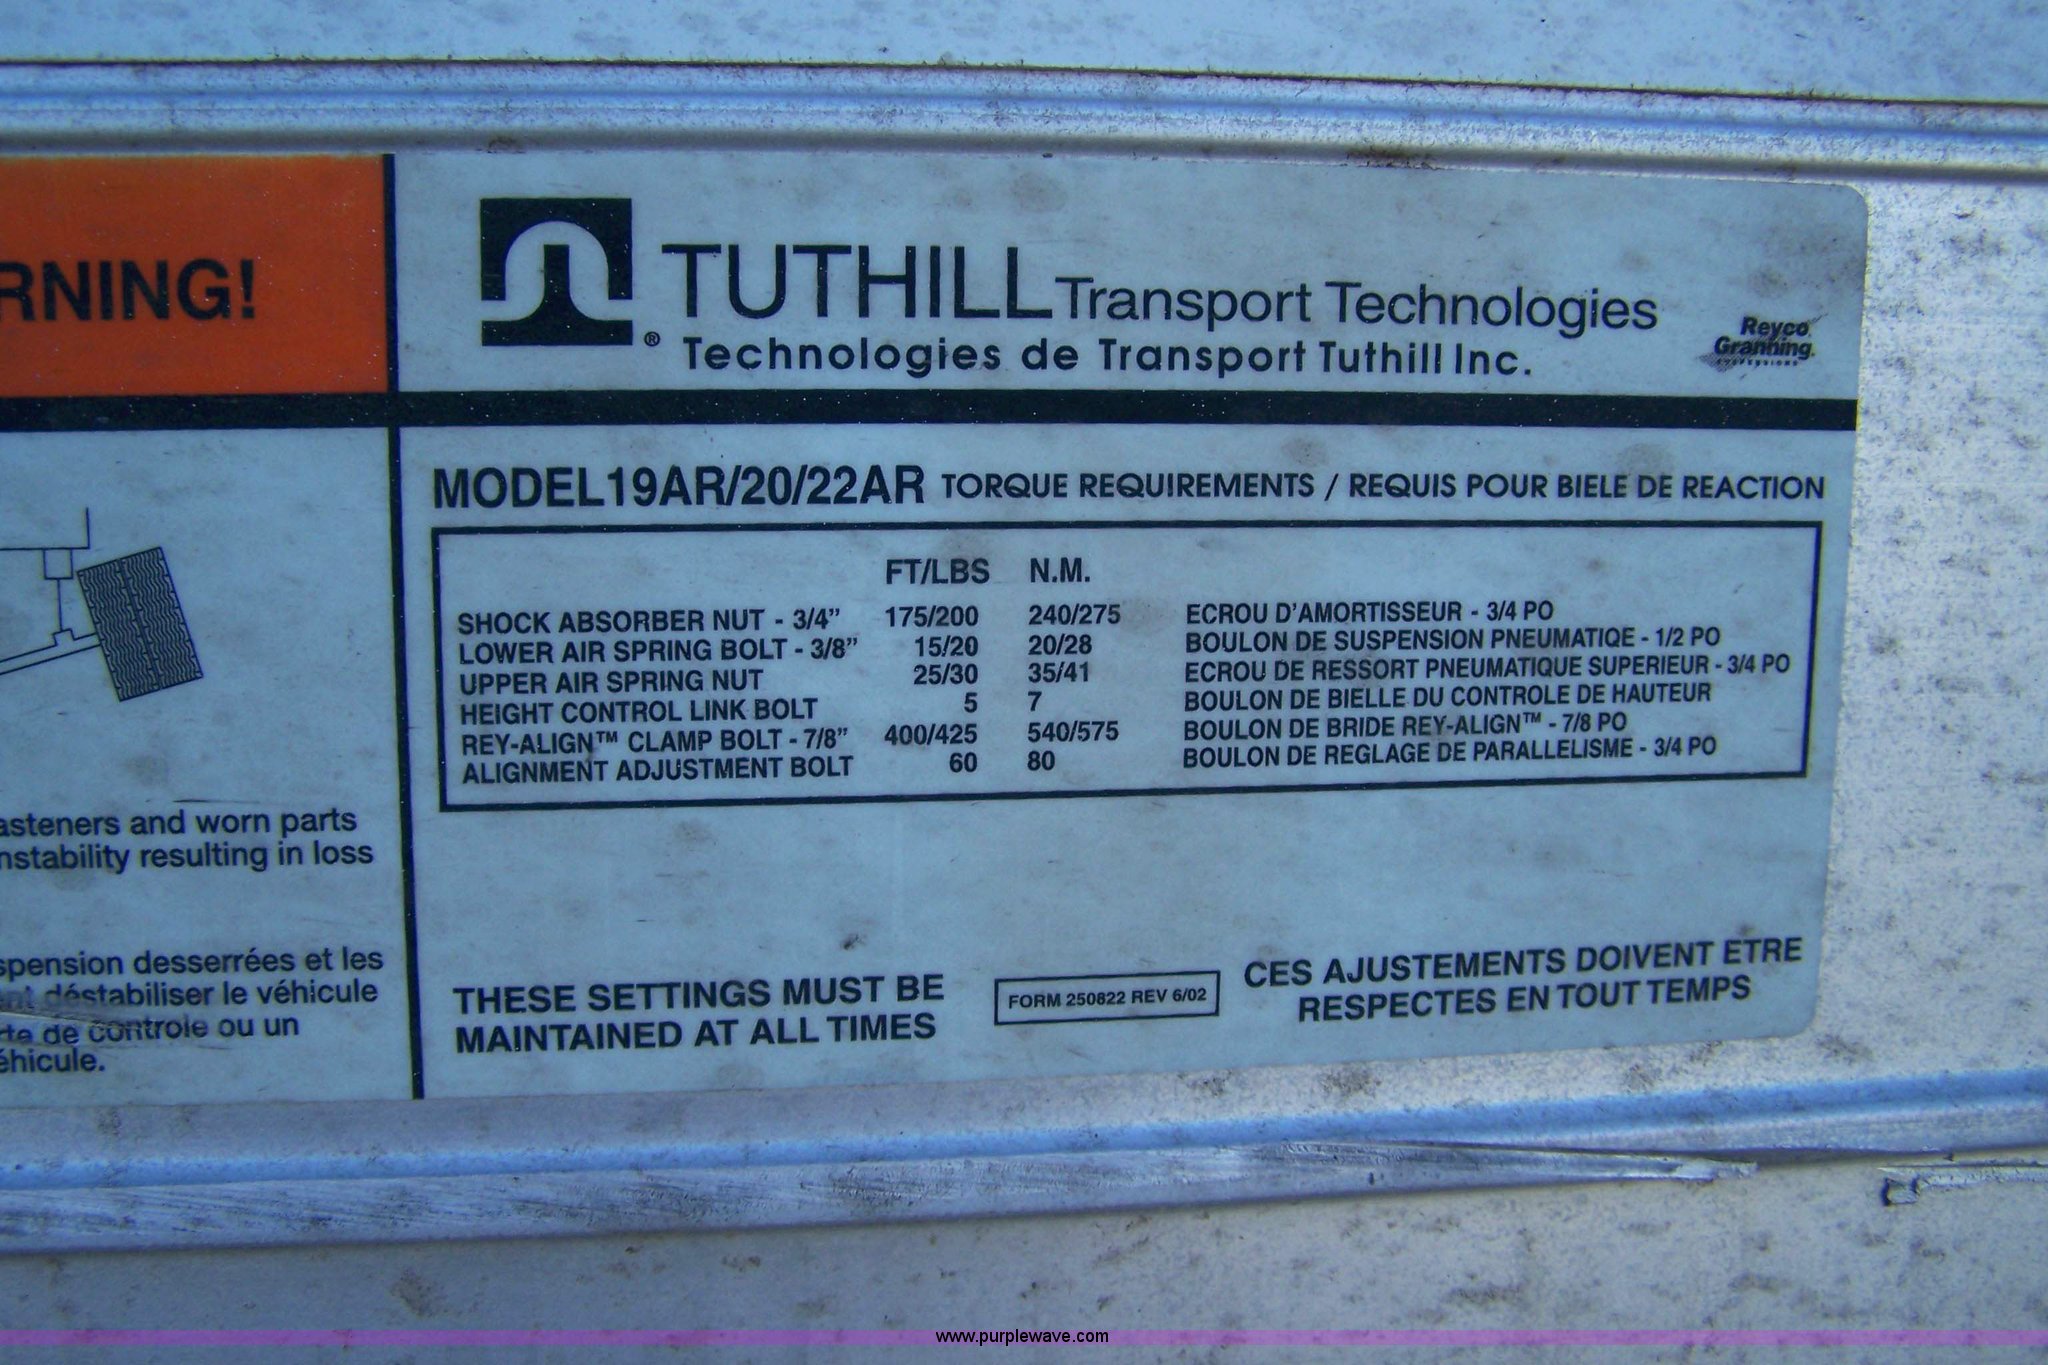 RNING!
TUTHILL Transport Technologies
® Technologies de Transport Tuthill Inc.
Reyco
Granning
SUSPENSIONS
MODEL 19AR/20/22AR TORQUE REQUIREMENTS / REQUIS POUR BIELE DE REACTION
FT/LBS N.M.
SHOCK ABSORBER NUT - 3/4” 175/200 240/275 ECROU D’AMORTISSEUR - 3/4 PO
LOWER AIR SPRING BOLT - 3/8” 15/20 20/28 BOULON DE SUSPENSION PNEUMATIQE - 1/2 PO
UPPER AIR SPRING NUT 25/30 35/41 ECROU DE RESSORT PNEUMATIQUE SUPERIEUR - 3/4 PO
HEIGHT CONTROL LINK BOLT 5 7 BOULON DE BIELLE DU CONTROLE DE HAUTEUR
REY-ALIGN™ CLAMP BOLT - 7/8” 400/425 540/575 BOULON DE BRIDE REY-ALIGN™ - 7/8 PO
ALIGNMENT ADJUSTMENT BOLT 60 80 BOULON DE REGLAGE DE PARALLELISME - 3/4 PO
asteners and worn parts
nstability resulting in loss
spension desserrées et les
ent déstabiliser le véhicule
rte de contrôle ou un
éhicule.
THESE SETTINGS MUST BE
MAINTAINED AT ALL TIMES
FORM 250822 REV 6/02
CES AJUSTEMENTS DOIVENT ETRE
RESPECTES EN TOUT TEMPS
www.purplewave.com